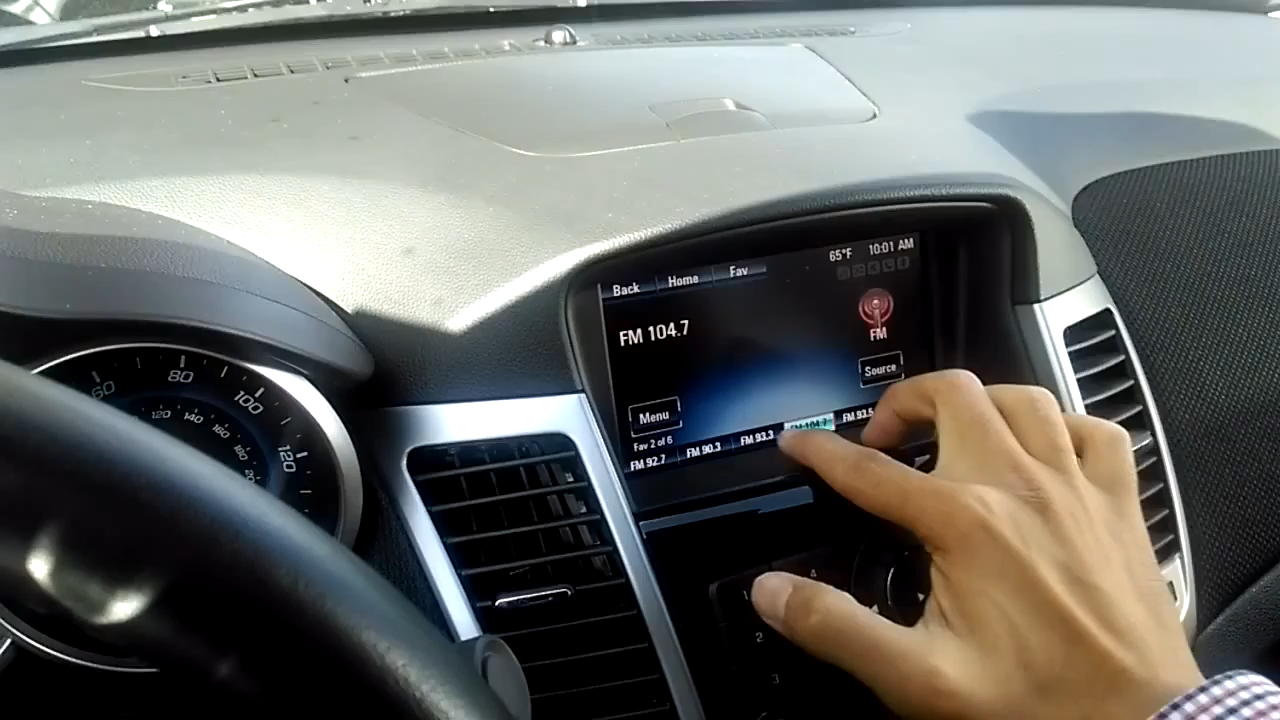 65°F 10:01 AM
Back Home Fav
FM 104.7
FM
Source
Menu
Fav 2 of 6
FM 92.7 FM 90.3 FM 93.3 FM 104.7 FM 93.5
60 80 100 120
120 140 160 180
4
2
3